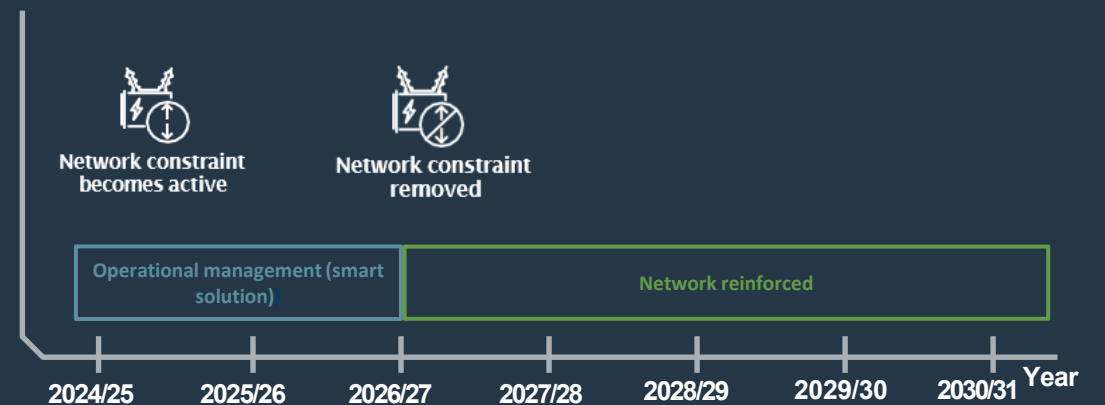 Network constraint
becomes active
Network constraint
removed
Operational management (smart
solution)
Network reinforced
2024/25
2025/26
2026/27
2027/28
2028/29
2029/30
2030/31
Year